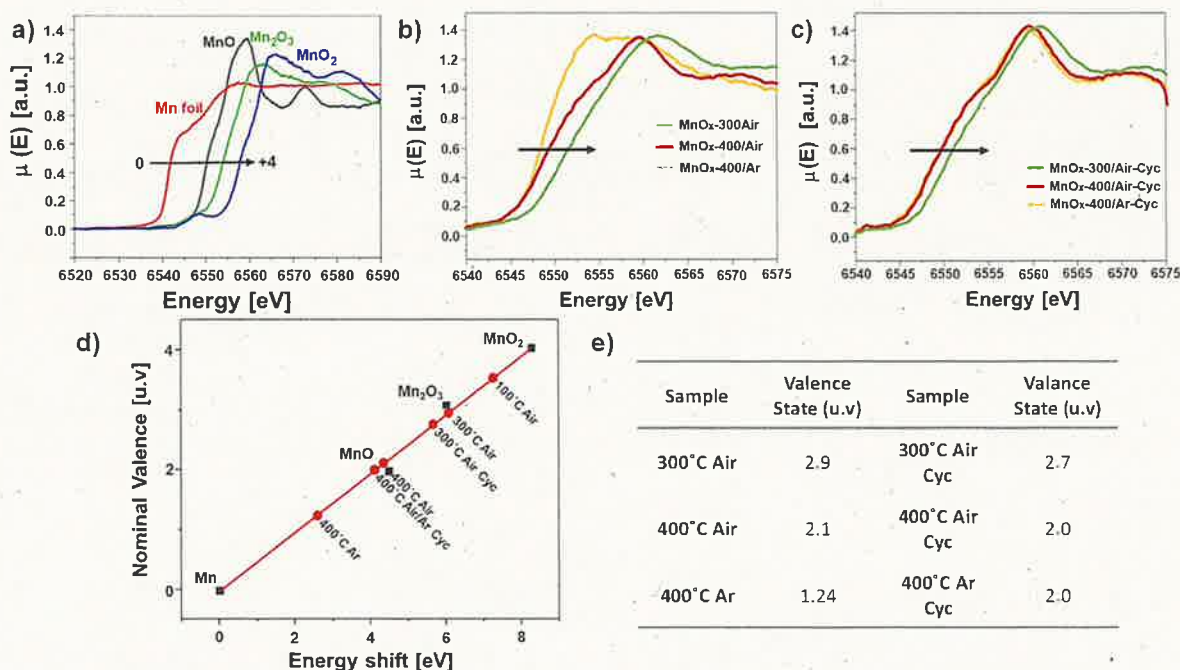 a)
MnO
Mn2O3
MnO2
Mn foil
0
+4
1.4
1.2
1.0
0.8
0.6
0.4
0.2
0.0
μ (E) [a.u.]
6520 6530 6540 6550 6560 6570 6580 6590
Energy [eV]
b)
1.4
1.2
1.0
0.8
0.6
0.4
0.2
0.0
μ(E) [a.u.]
MnOx-300Air
MnOx-400/Air
MnOx-400/Ar
6540 6545 6550 6555 6560 6565 6570 6575
Energy [eV]
c)
1.4
1.2
1.0
0.8
0.6
0.4
0.2
0.0
μ(E) [a.u.]
MnOx-300/Air-Cyc
MnOx-400/Air-Cyc
MnOx-400/Ar-Cyc
6540 6545 6550 6555 6560 6565 6570 6575
Energy [eV]
d)
Nominal Valence [u.v]
4
2
0
MnO2
Mn2O3
MnO
Mn
100°C Air
300°C Air
300°C Air Cyc
400°C Air
400°C Air/Ar Cyc
400°C Ar
0 2 4 6 8
Energy shift [eV]
e)
Sample Valence State (u.v) Sample Valance State (u.v)
300°C Air 2.9 300°C Air Cyc 2.7
400°C Air 2.1 400°C Air Cyc 2.0
400°C Ar 1.24 400°C Ar Cyc 2.0